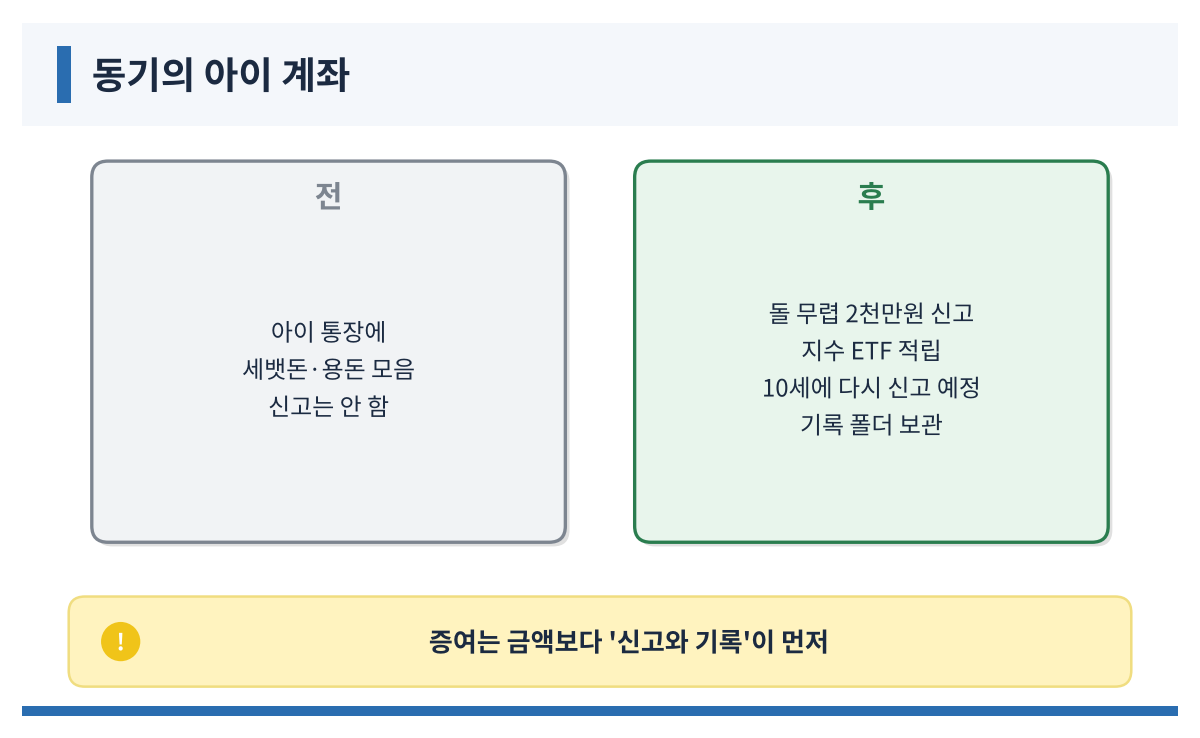 동기의 아이 계좌
전
아이 통장에
세뱃돈·용돈 모음
신고는 안 함
후
돌 무렵 2천만원 신고
지수 ETF 적립
10세에 다시 신고 예정
기록 폴더 보관
!
증여는 금액보다 '신고와 기록'이 먼저